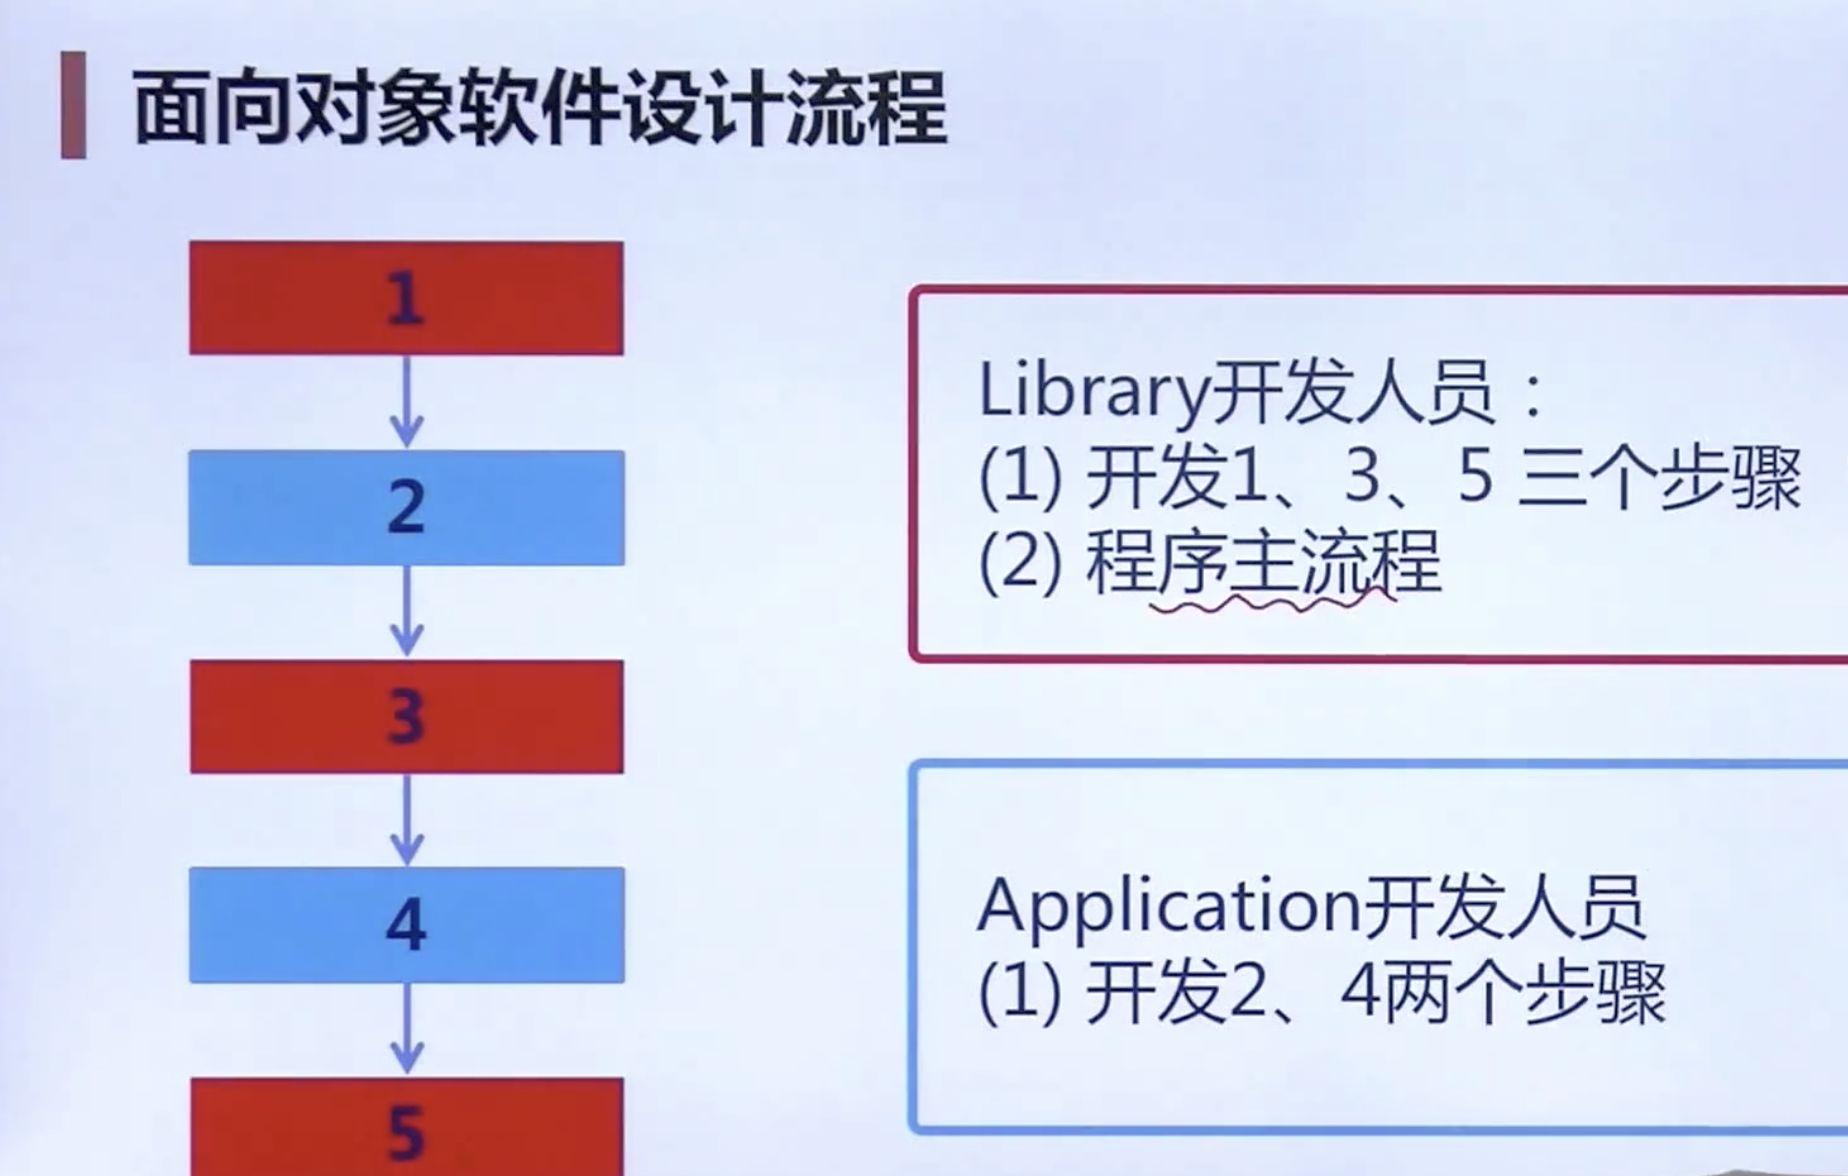 面向对象软件设计流程
1
2
3
4
5
Library开发人员：
(1) 开发1、3、5 三个步骤
(2) 程序主流程
Application开发人员
(1) 开发2、4两个步骤